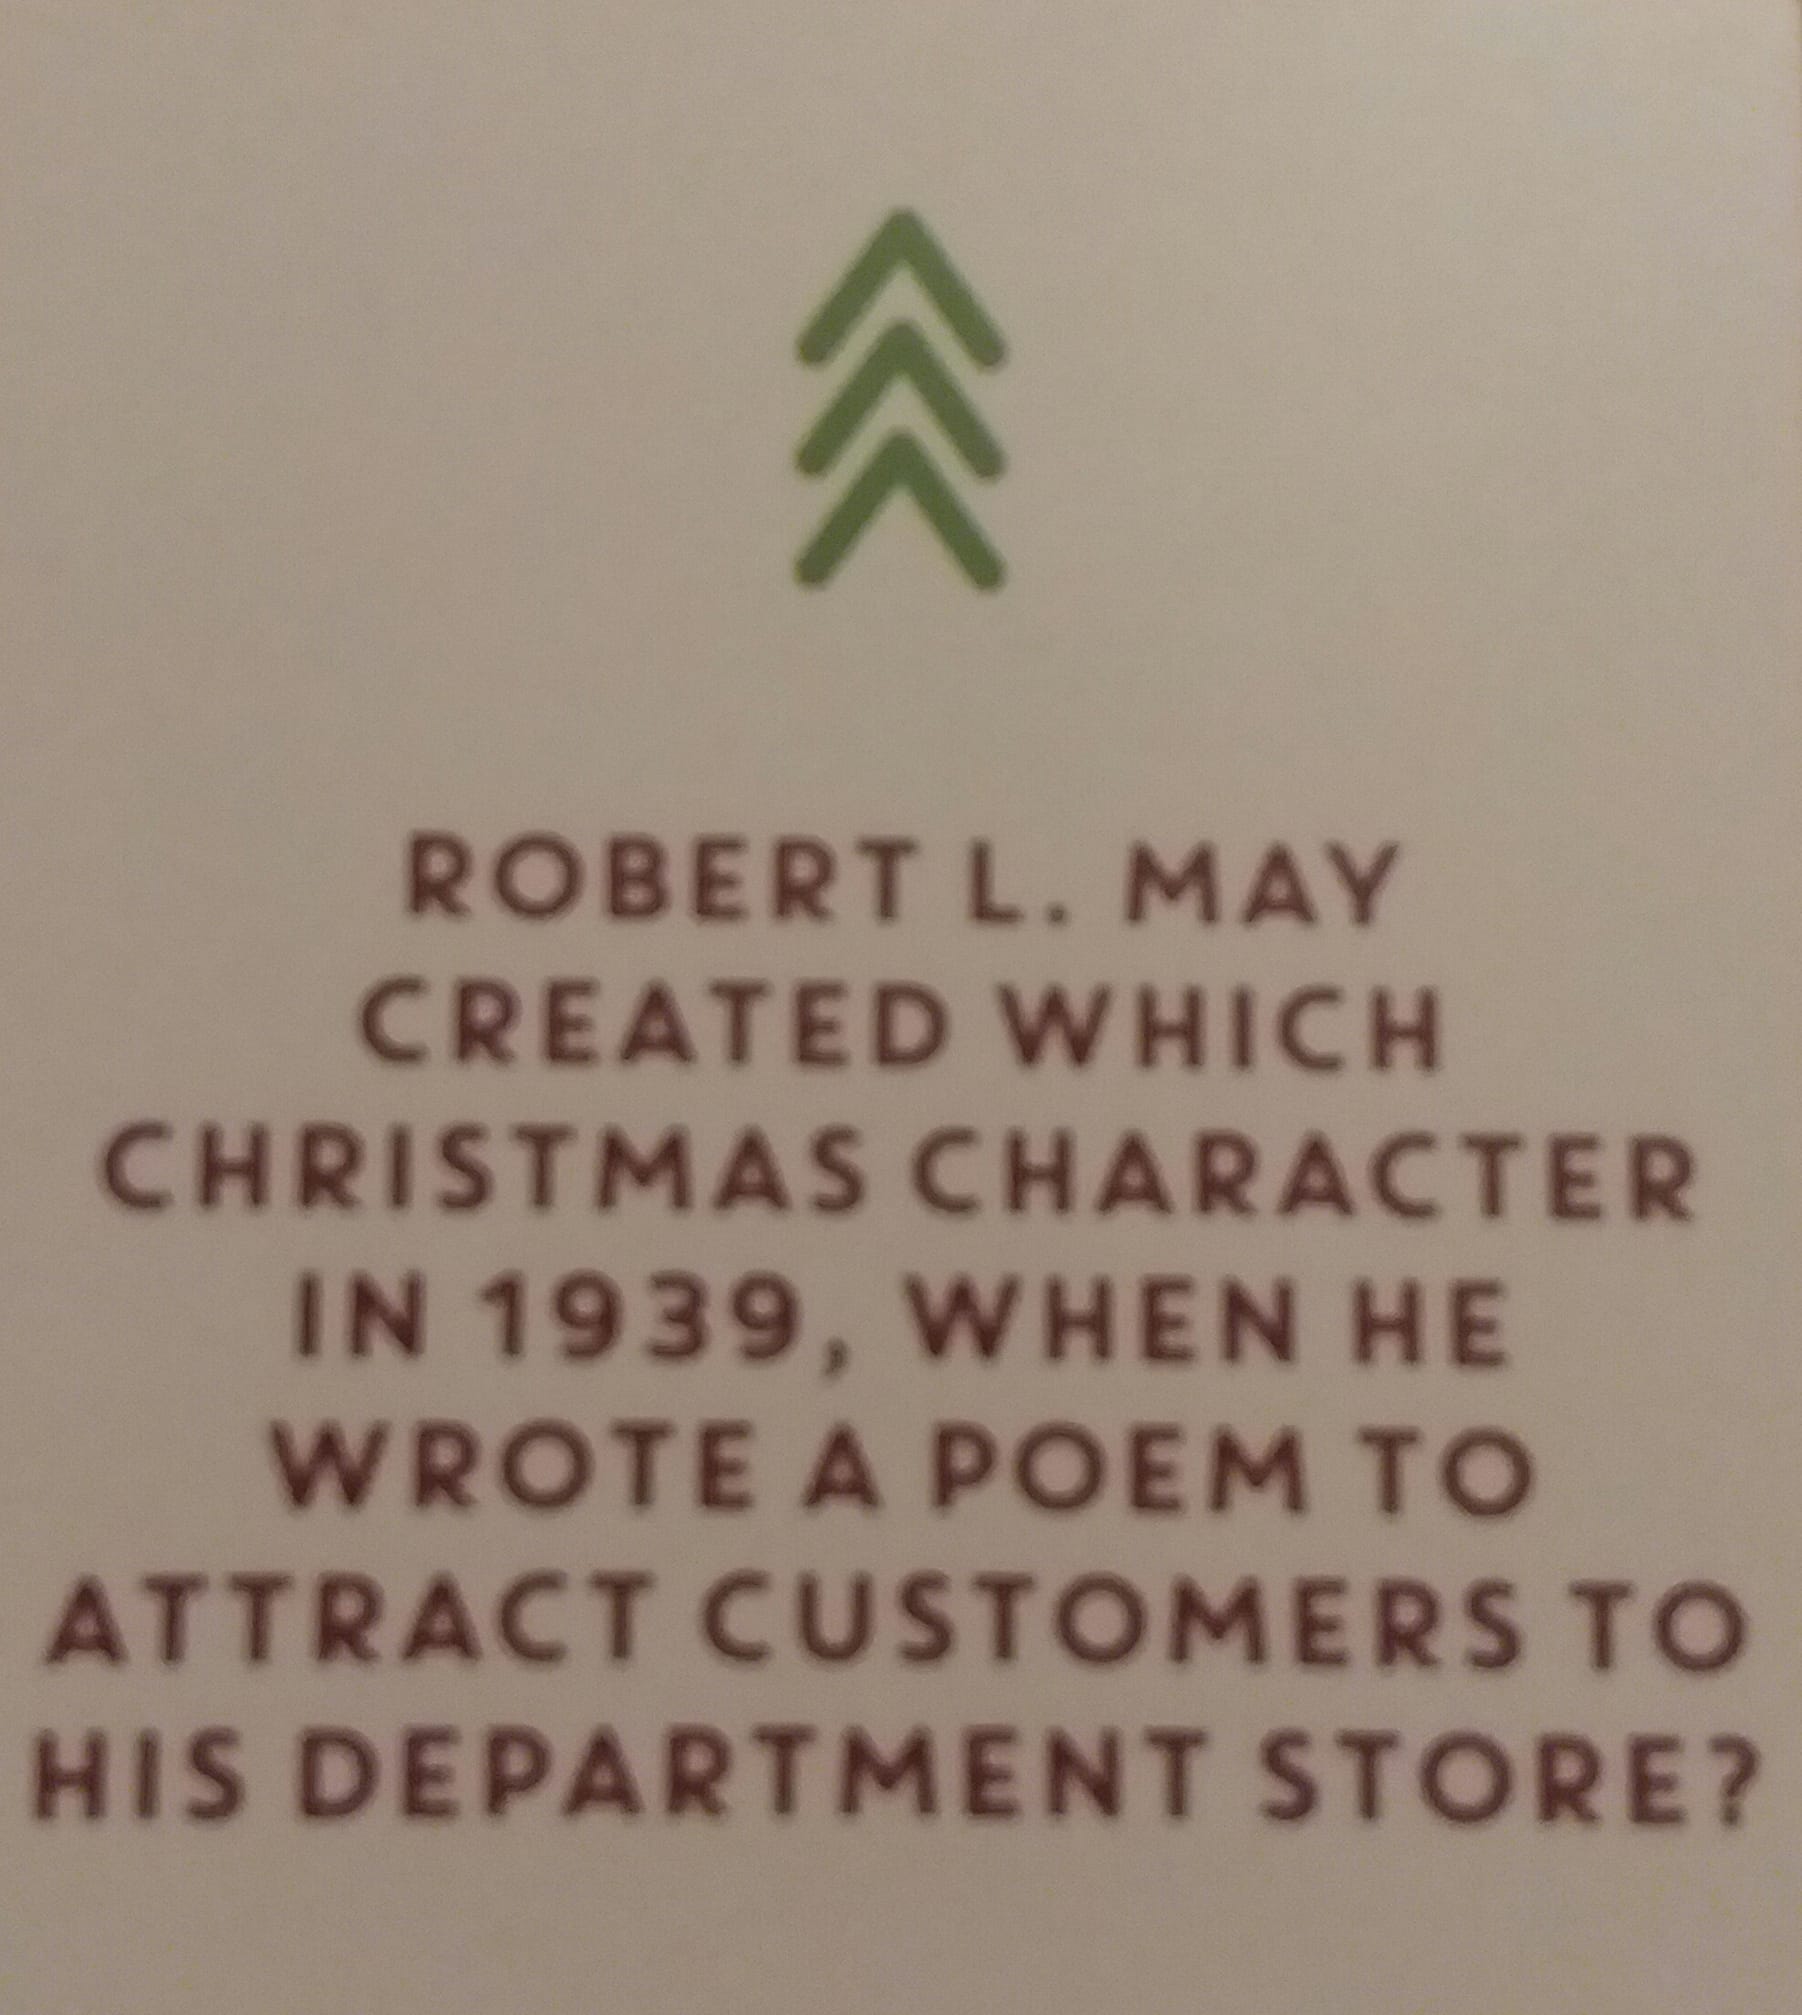 ROBERT L. MAY
CREATED WHICH
CHRISTMAS CHARACTER
IN 1939, WHEN HE
WROTE A POEM TO
ATTRACT CUSTOMERS TO
HIS DEPARTMENT STORE?